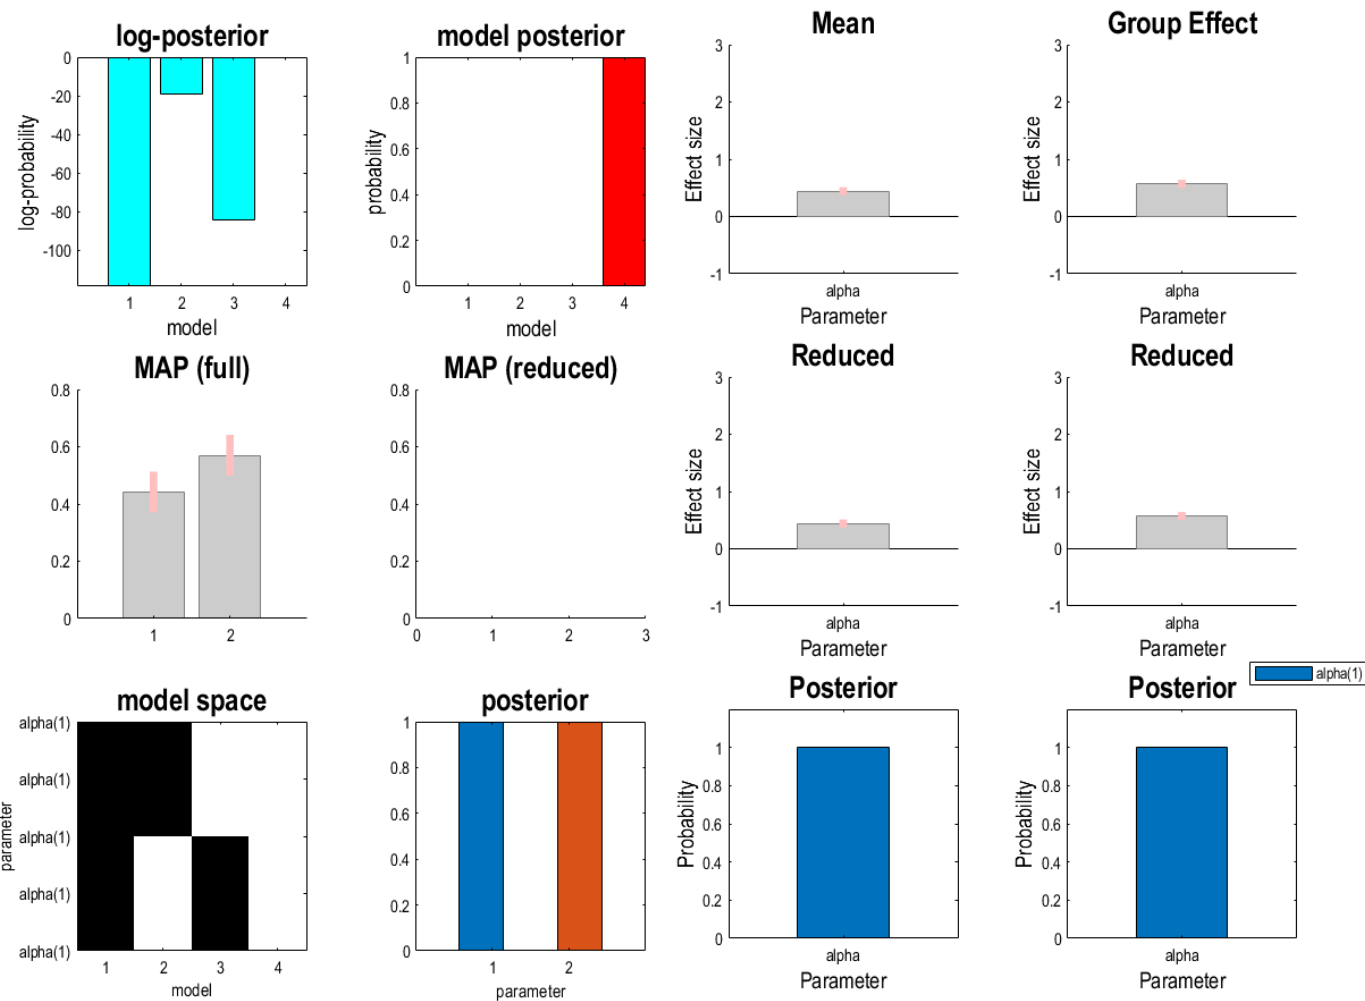 log-posterior
0
-20
-40
-60
-80
-100
log-probability
1 2 3 4
model
model posterior
1
0.8
0.6
0.4
0.2
0
probability
1 2 3 4
model
Mean
3
2
1
0
-1
Effect size
alpha
Parameter
Group Effect
3
2
1
0
-1
Effect size
alpha
Parameter
MAP (full)
0.8
0.6
0.4
0.2
0
1 2
MAP (reduced)
0.8
0.6
0.4
0.2
0
0 1 2 3
Reduced
3
2
1
0
-1
Effect size
alpha
Parameter
Reduced
3
2
1
0
-1
Effect size
alpha
Parameter
model space
alpha(1)
alpha(1)
alpha(1)
alpha(1)
alpha(1)
parameter
1 2 3 4
model
posterior
1
0.8
0.6
0.4
0.2
0
1 2
parameter
Posterior
1
0.8
0.6
0.4
0.2
0
Probability
alpha
Parameter
Posterior
alpha(1)
1
0.8
0.6
0.4
0.2
0
Probability
alpha
Parameter